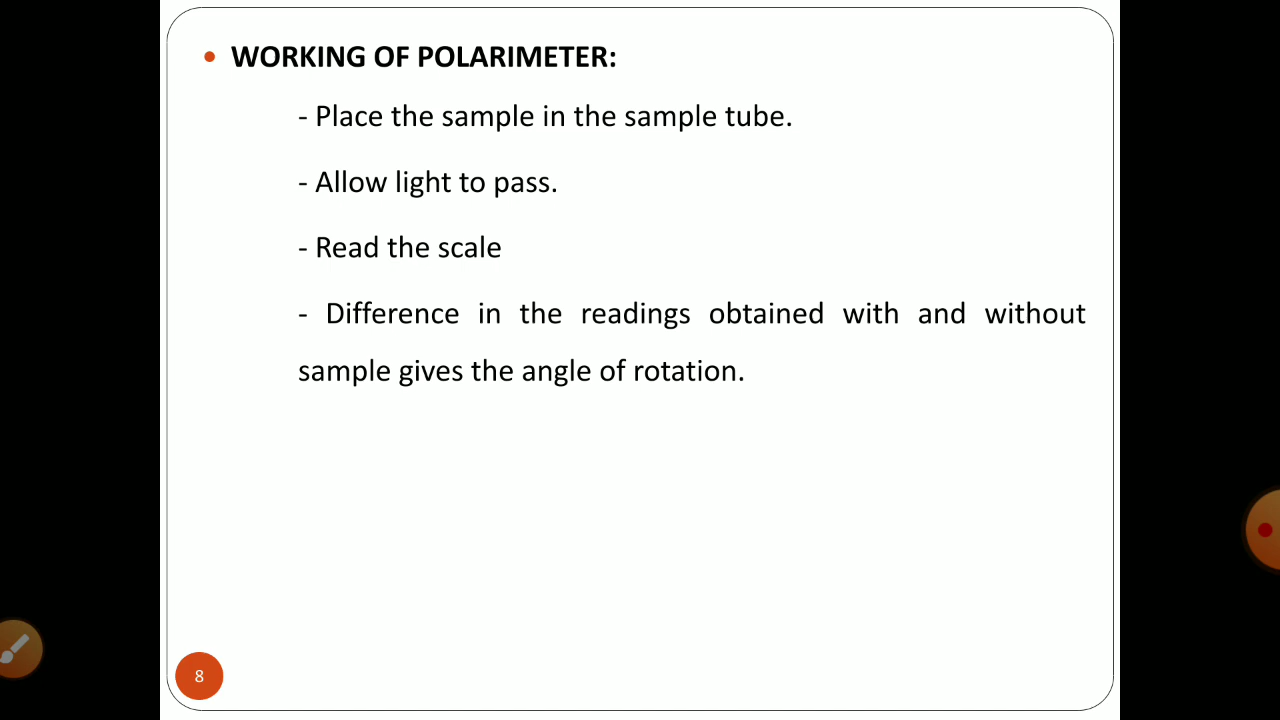 • WORKING OF POLARIMETER:
- Place the sample in the sample tube.
- Allow light to pass.
- Read the scale
- Difference in the readings obtained with and without
sample gives the angle of rotation.
8